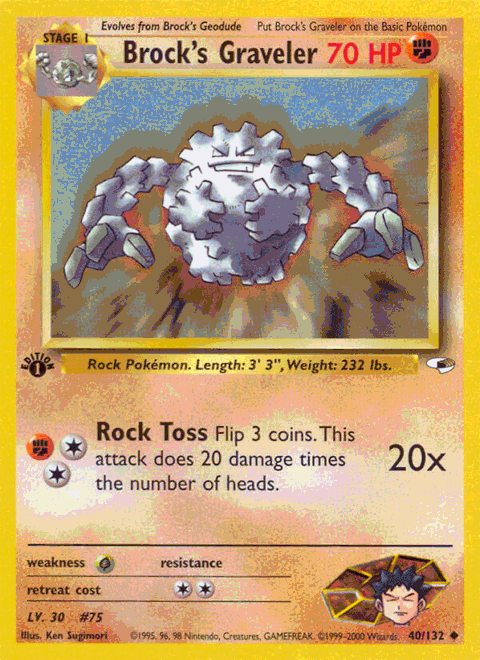 Evolves from Brock's Geodude Put Brock's Graveler on the Basic Pokémon
STAGE 1
Brock's Graveler 70 HP
EDITION
1
Rock Pokémon. Length: 3' 3", Weight: 232 lbs.
Rock Toss Flip 3 coins. This
attack does 20 damage times
the number of heads.
20x
weakness resistance
retreat cost
LV. 30 #75
Illus. Ken Sugimori ©1995, 96, 98 Nintendo, Creatures, GAMEFREAK. ©1999-2000 Wizards. 40/132